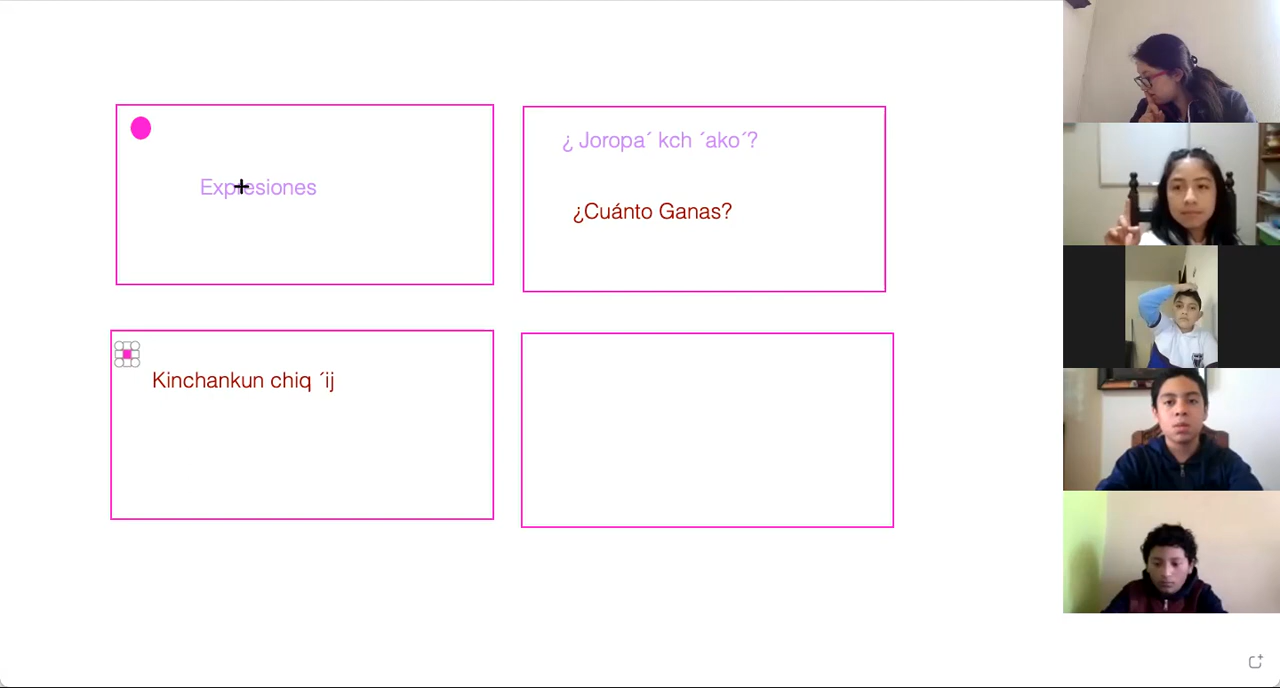 Expresiones
¿ Joropa´ kch ´ako´?
¿Cuánto Ganas?
Kinchankun chiq ´ij